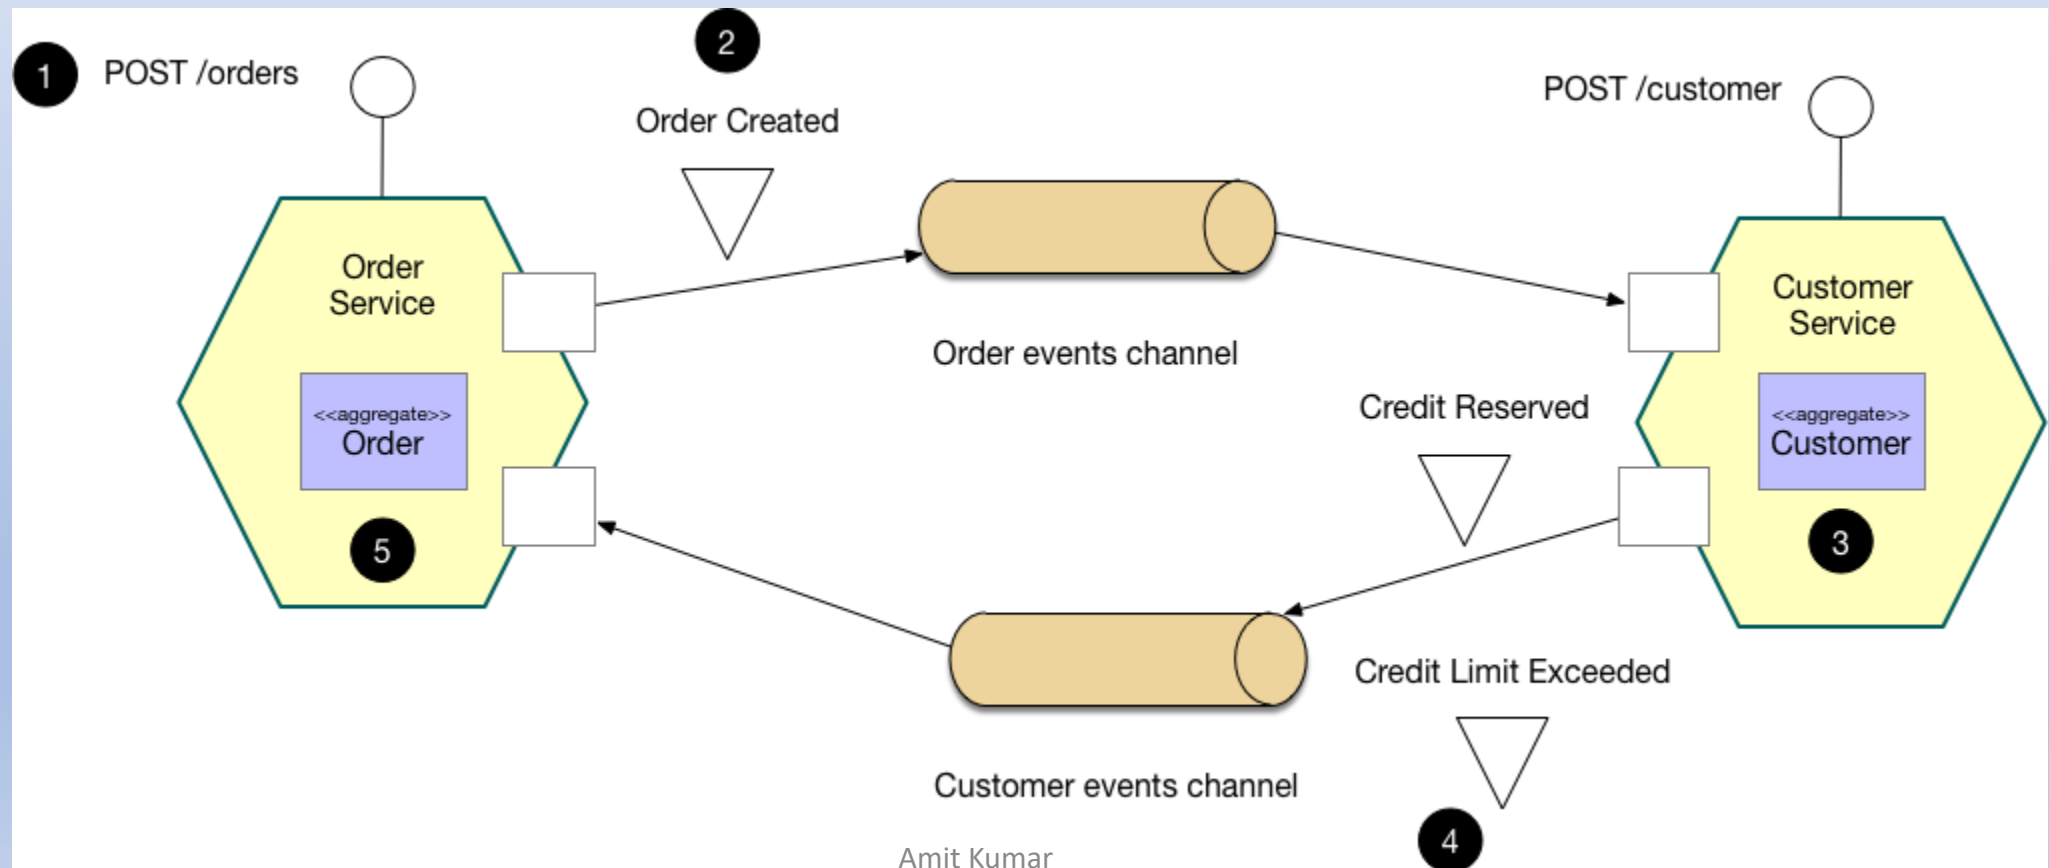 2
1
POST /orders
POST /customer
Order Created
Order
Service
Customer
Service
Order events channel
<<aggregate>>
Order
Credit Reserved
<<aggregate>>
Customer
5
3
Credit Limit Exceeded
Customer events channel
4
Amit Kumar